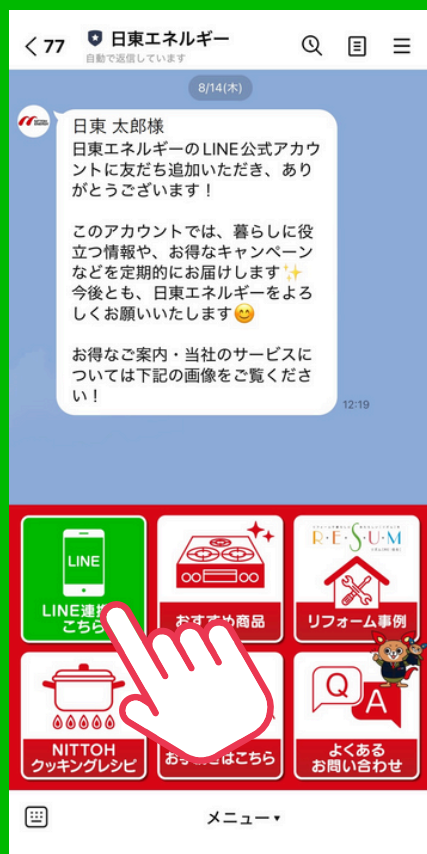 77
日東エネルギー
自動で返信しています
8/14(木)
日東 太郎様
日東エネルギーのLINE公式アカウ
ントに友だち追加いただき、あり
がとうございます！
このアカウントでは、暮らしに役
立つ情報や、お得なキャンペーン
などを定期的にお届けします✨
今後とも、日東エネルギーをよろ
しくお願いいたします😊
お得なご案内・当社のサービスに
ついては下記の画像をご覧くださ
い！
12:19
LINE
LINE連
こちら
おすすめ商品
R・E・S・U・M
リフォーム事例
NITTOH
クッキングレシピ
はこちら
Q
A
よくある
お問い合わせ
メニュー▾